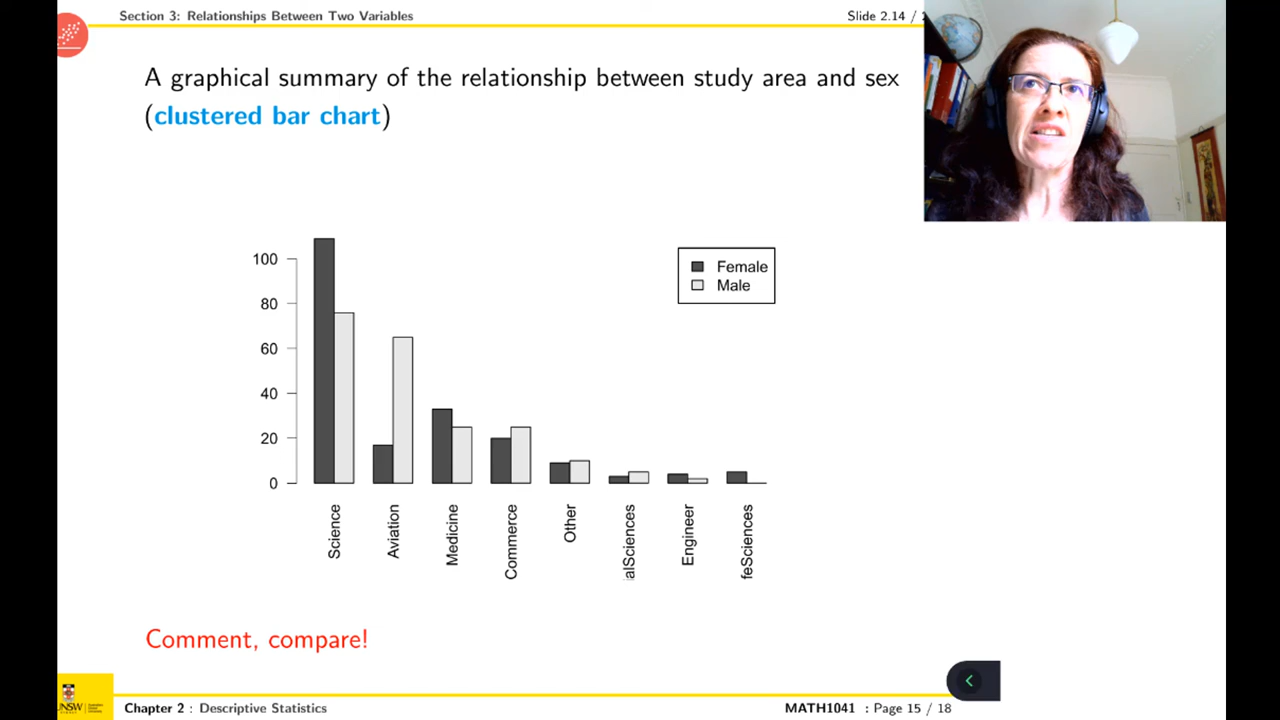 Section 3: Relationships Between Two Variables
Slide 2.14 /
A graphical summary of the relationship between study area and sex
(clustered bar chart)
100
80
60
40
20
0
Female
Male
Science
Aviation
Medicine
Commerce
Other
alSciences
Engineer
feSciences
Comment, compare!
UNSW
Chapter 2 : Descriptive Statistics
MATH1041 : Page 15 / 18